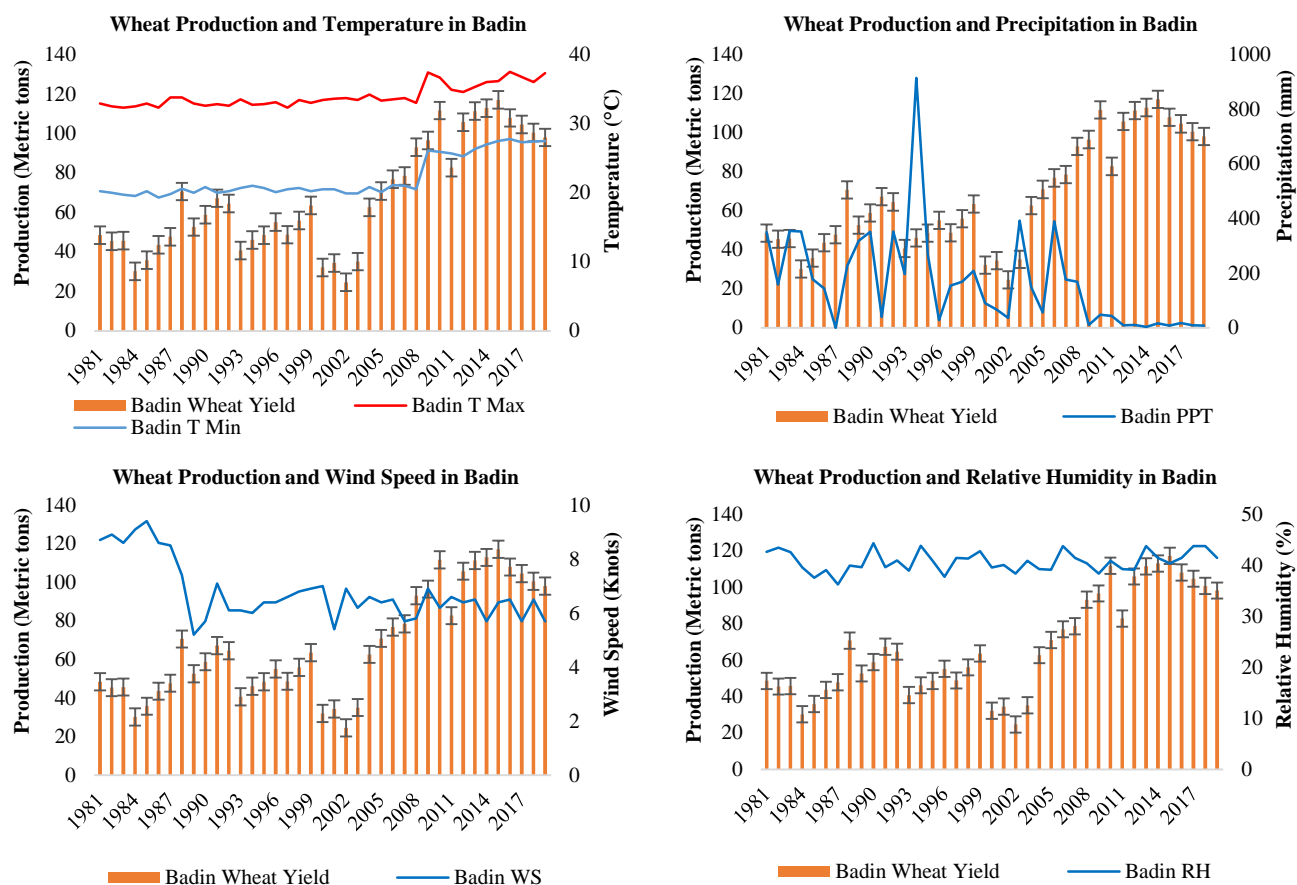 Wheat Production and Temperature in Badin
Production (Metric tons)
140
120
100
80
60
40
20
0
40
30
20
10
0
Temperature (°C)
1981 1984 1987 1990 1993 1996 1999 2002 2005 2008 2011 2014 2017
Badin Wheat Yield Badin T Max
Badin T Min
Wheat Production and Precipitation in Badin
Production (Metric tons)
140
120
100
80
60
40
20
0
1000
800
600
400
200
0
Precipitation (mm)
1981 1984 1987 1990 1993 1996 1999 2002 2005 2008 2011 2014 2017
Badin Wheat Yield Badin PPT
Wheat Production and Wind Speed in Badin
Production (Metric tons)
140
120
100
80
60
40
20
0
10
8
6
4
2
0
Wind Speed (Knots)
1981 1984 1987 1990 1993 1996 1999 2002 2005 2008 2011 2014 2017
Badin Wheat Yield Badin WS
Wheat Production and Relative Humidity in Badin
Production (Metric tons)
140
120
100
80
60
40
20
0
50
40
30
20
10
0
Relative Humidity (%)
1981 1984 1987 1990 1993 1996 1999 2002 2005 2008 2011 2014 2017
Badin Wheat Yield Badin RH